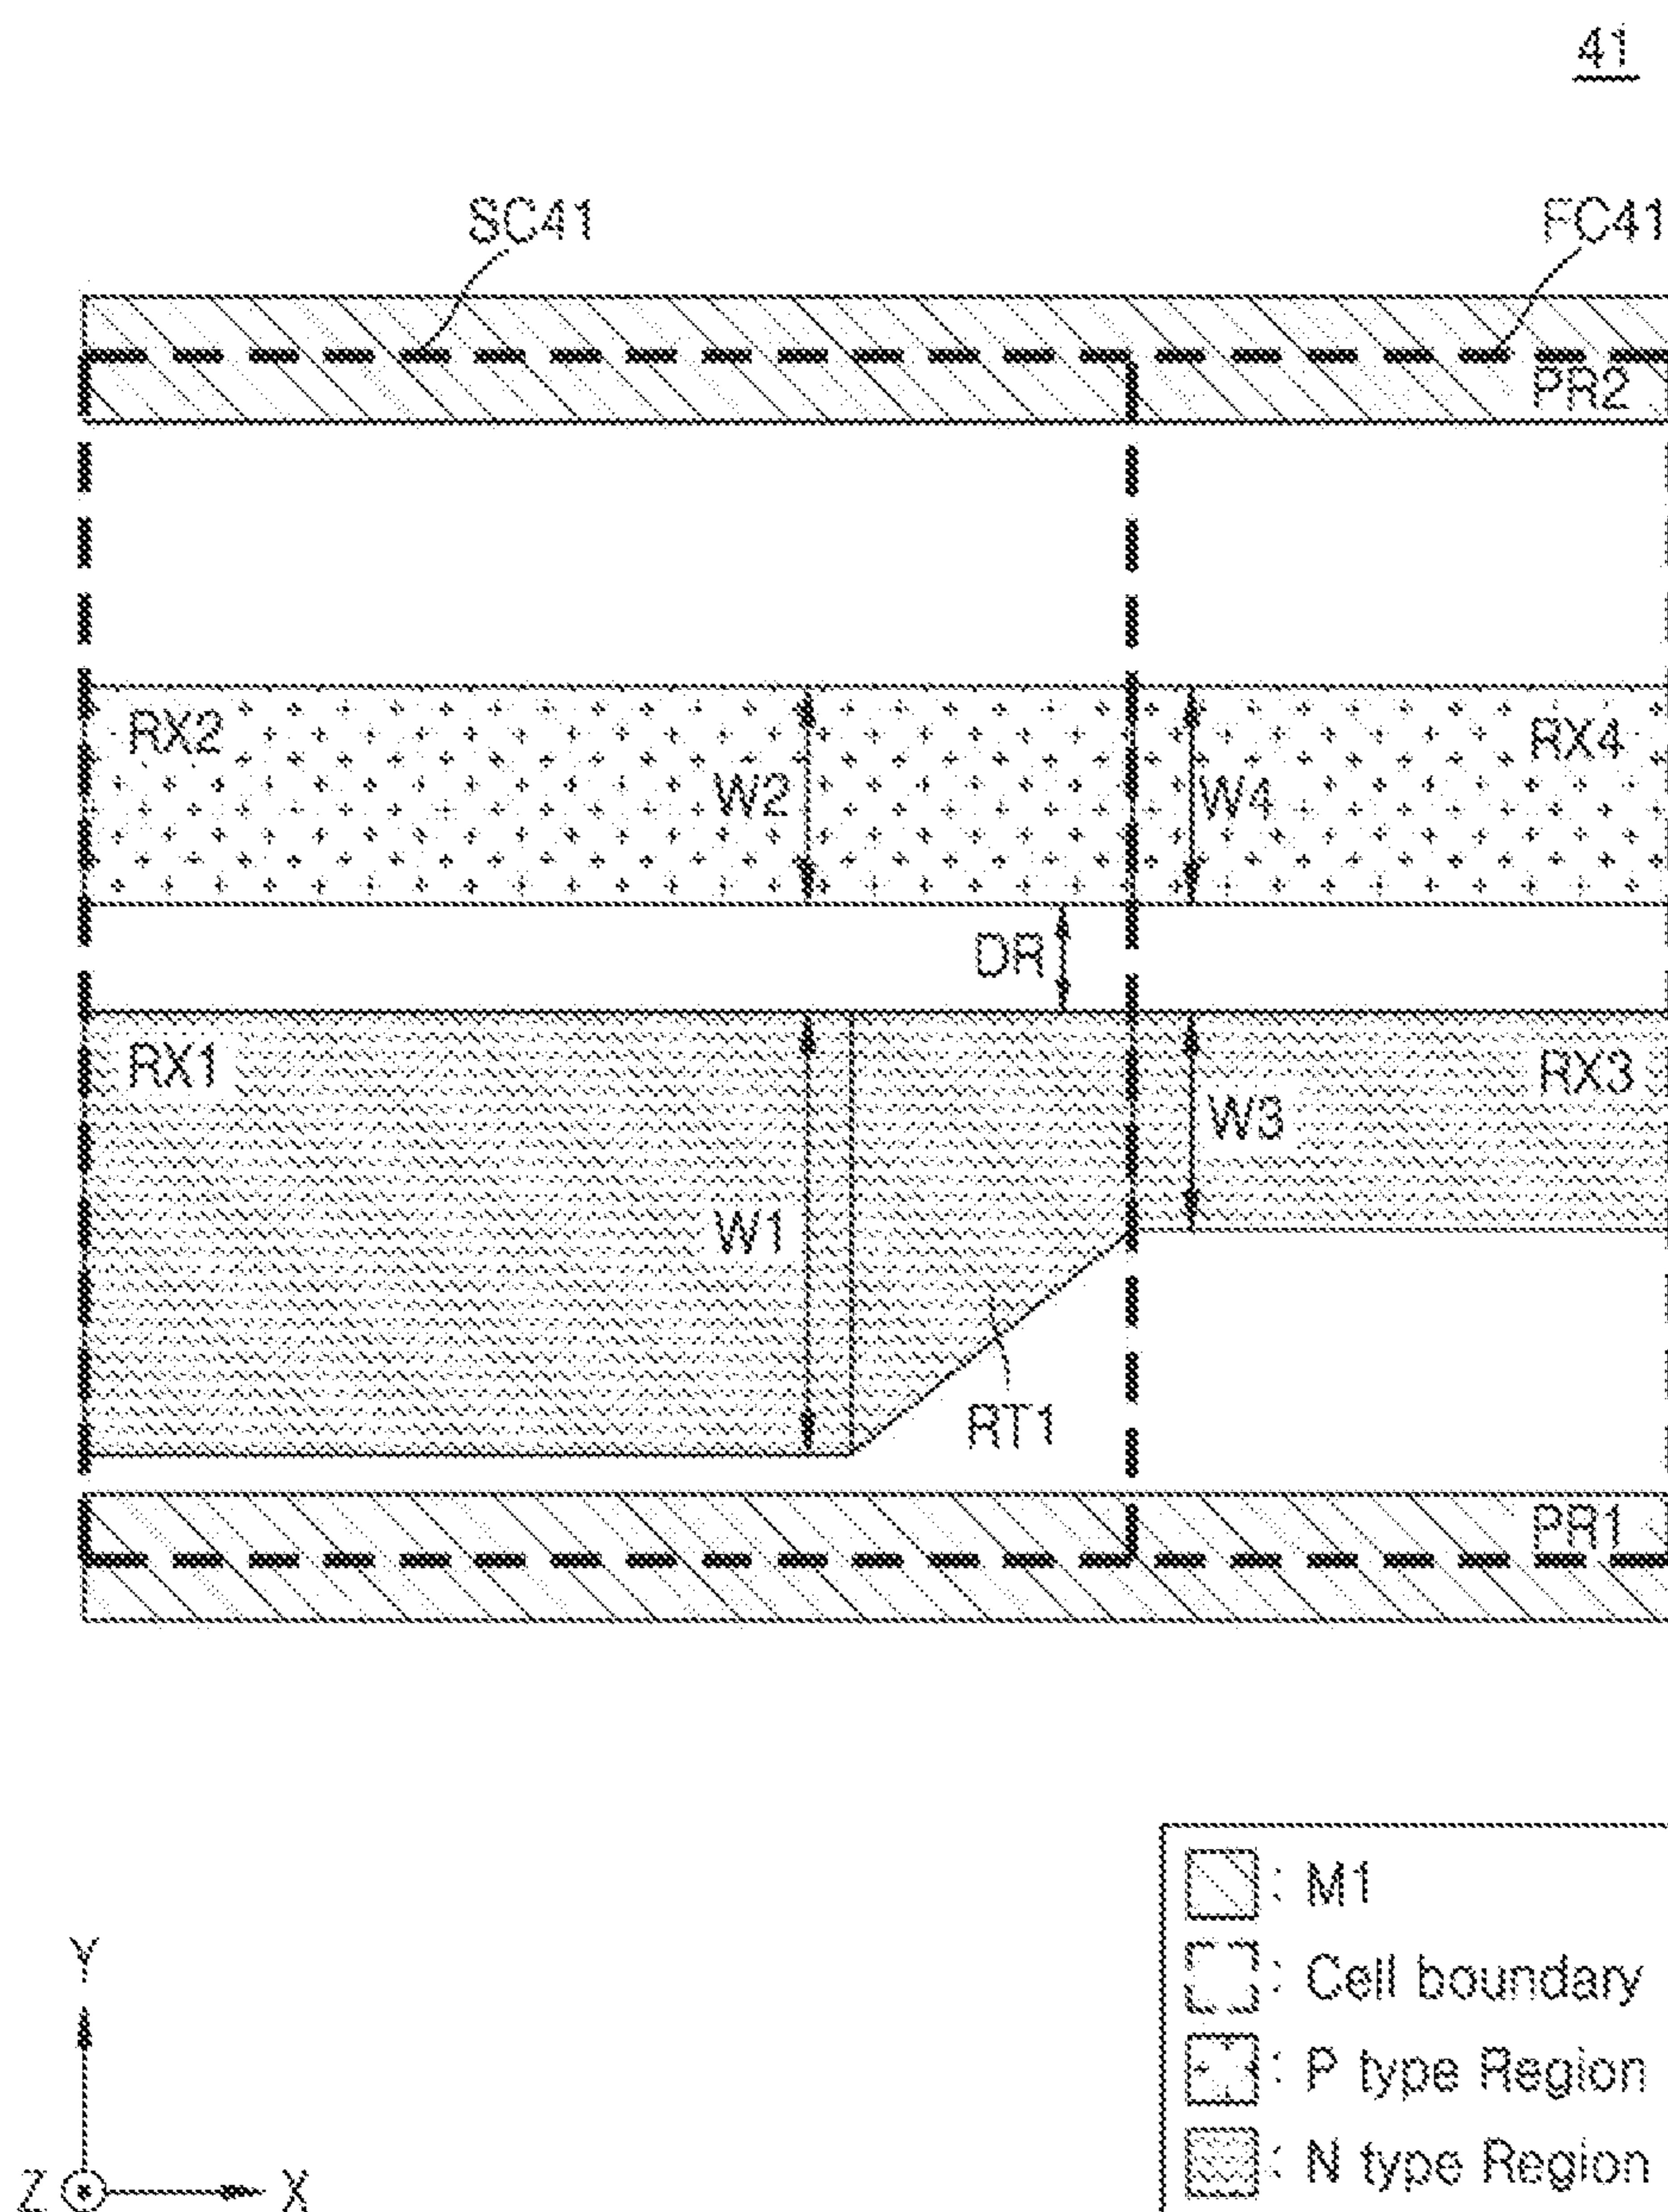 41
SC41
FC41
PR2
RX2
RX4
W2
W4
DR
RX1
RX3
W3
W1
RT1
PR1
: M1
: Cell boundary
: P type Region
: N type Region
Y
Z
X